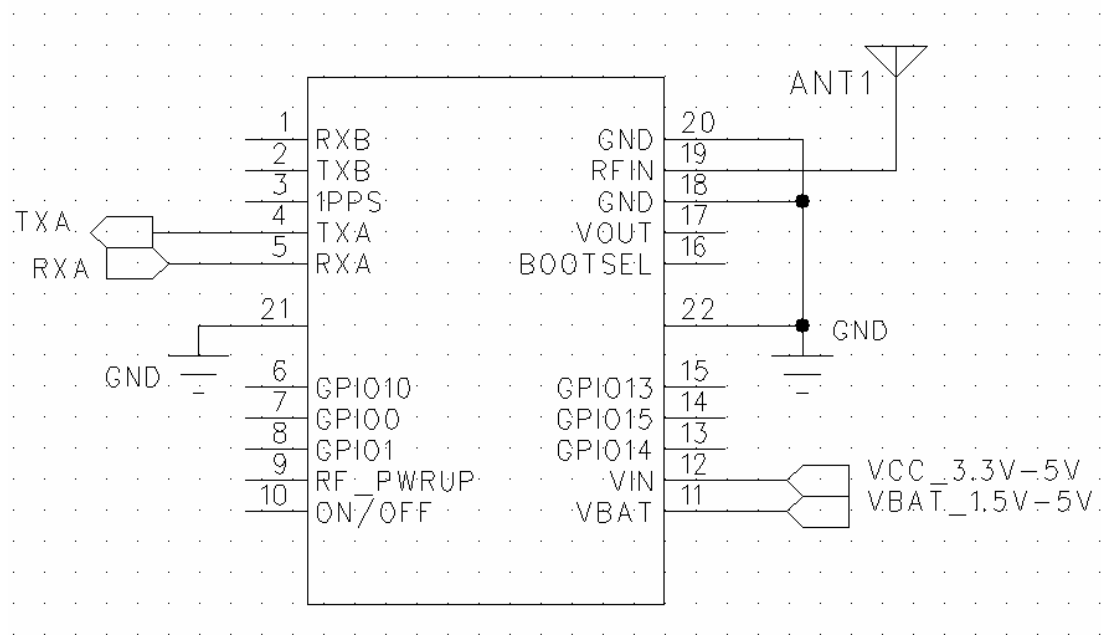 ANT1
1 RXB
2 TXB
3 1PPS
4 TXA
5 RXA
TXA
RXA
21
GND
6 GPIO10
7 GPIO0
8 GPIO1
9 RF_PWRUP
10 ON/OFF
GND 20
RFIN 19
GND 18
VOUT 17
BOOTSEL 16
22
GND
GPIO13 15
GPIO15 14
GPIO14 13
VIN 12
VBAT 11
VCC_3.3V-5V
VBAT_1.5V-5V